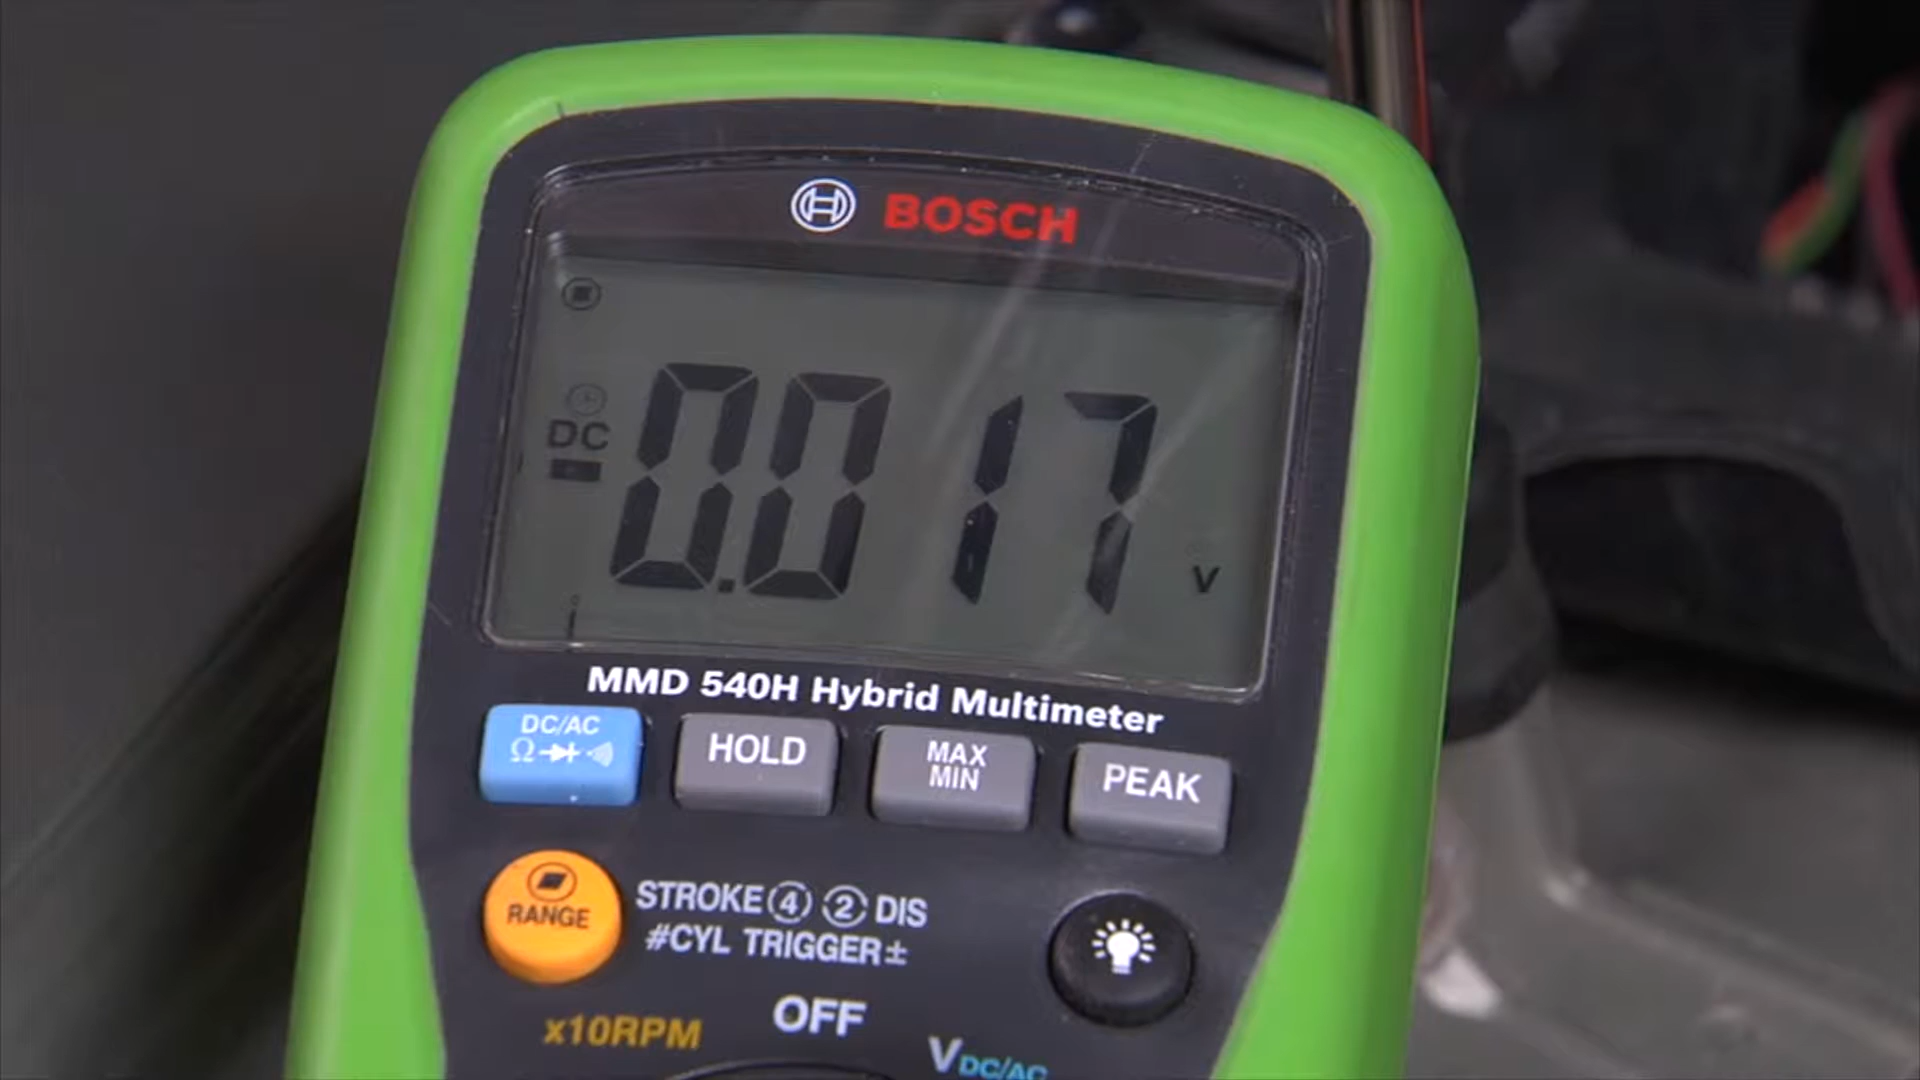 BOSCH
DC
0.017 V
MMD 540H Hybrid Multimeter
DC/AC
Ω
HOLD
MAX
MIN
PEAK
RANGE
STROKE 4 2 DIS
#CYL TRIGGER ±
OFF
x10RPM
V DC/AC